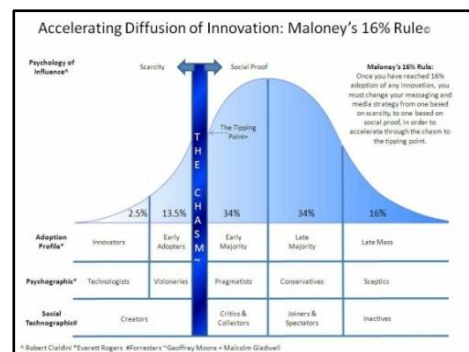 Accelerating Diffusion of Innovation: Maloney's 16% Rule©
Psychology of
Influence^
Scarcity
Social Proof
Maloney's 16% Rule:
Once you have reached 16%
adoption of any Innovation, you
must change your messaging and
media strategy from one based
on scarcity, to one based on
social proof, in order to
accelerate through the chasm to
the tipping point.
The Tipping
Point+
THE CHASM~
2.5%
13.5%
34%
34%
16%
Adoption
Profile*
Innovators
Early
Adopters
Early
Majority
Late
Majority
Late Mass
Psychographic*
Technologists
Visionaries
Pragmatists
Conservatives
Sceptics
Social
Technographic#
Creators
Critics &
Collectors
Joiners &
Spectators
Inactives
^ Robert Cialdini *Everett Rogers #Forresters ~Geoffrey Moore + Malcolm Gladwell